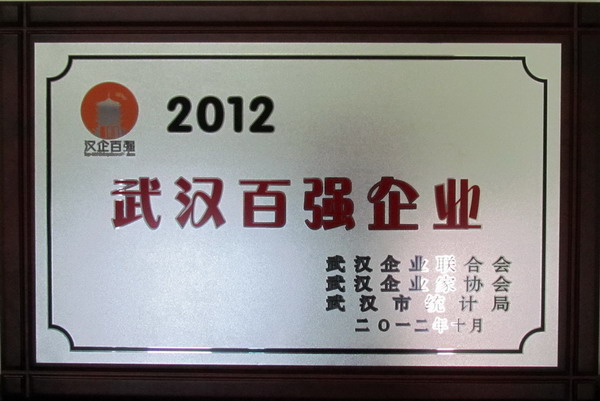 2012
汉企百强
武汉百强企业
武汉企业联合会
武汉企业家协会
武汉市统计局
二〇一二年十月